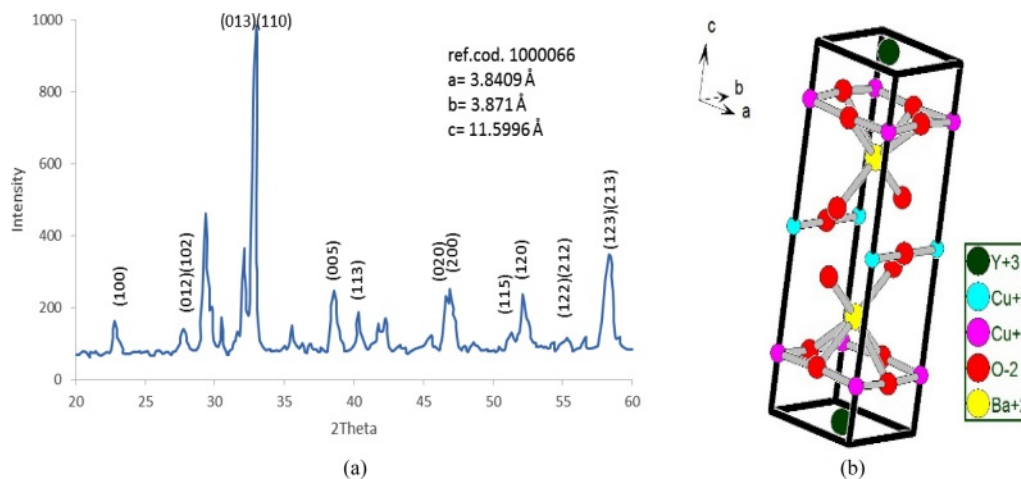 (013)(110)
ref.cod. 1000066
a= 3.8409 Å
b= 3.871 Å
c= 11.5996 Å
Intensity
1000
800
600
400
200
0
(100)
(012)(102)
(005)
(113)
(020)
(200)
(115)
(120)
(122)(212)
(123)(213)
20
25
30
35
40
45
50
55
60
2Theta
(a)
c
b
a
Y+3
Cu+
Cu+
O-2
Ba+2
(b)